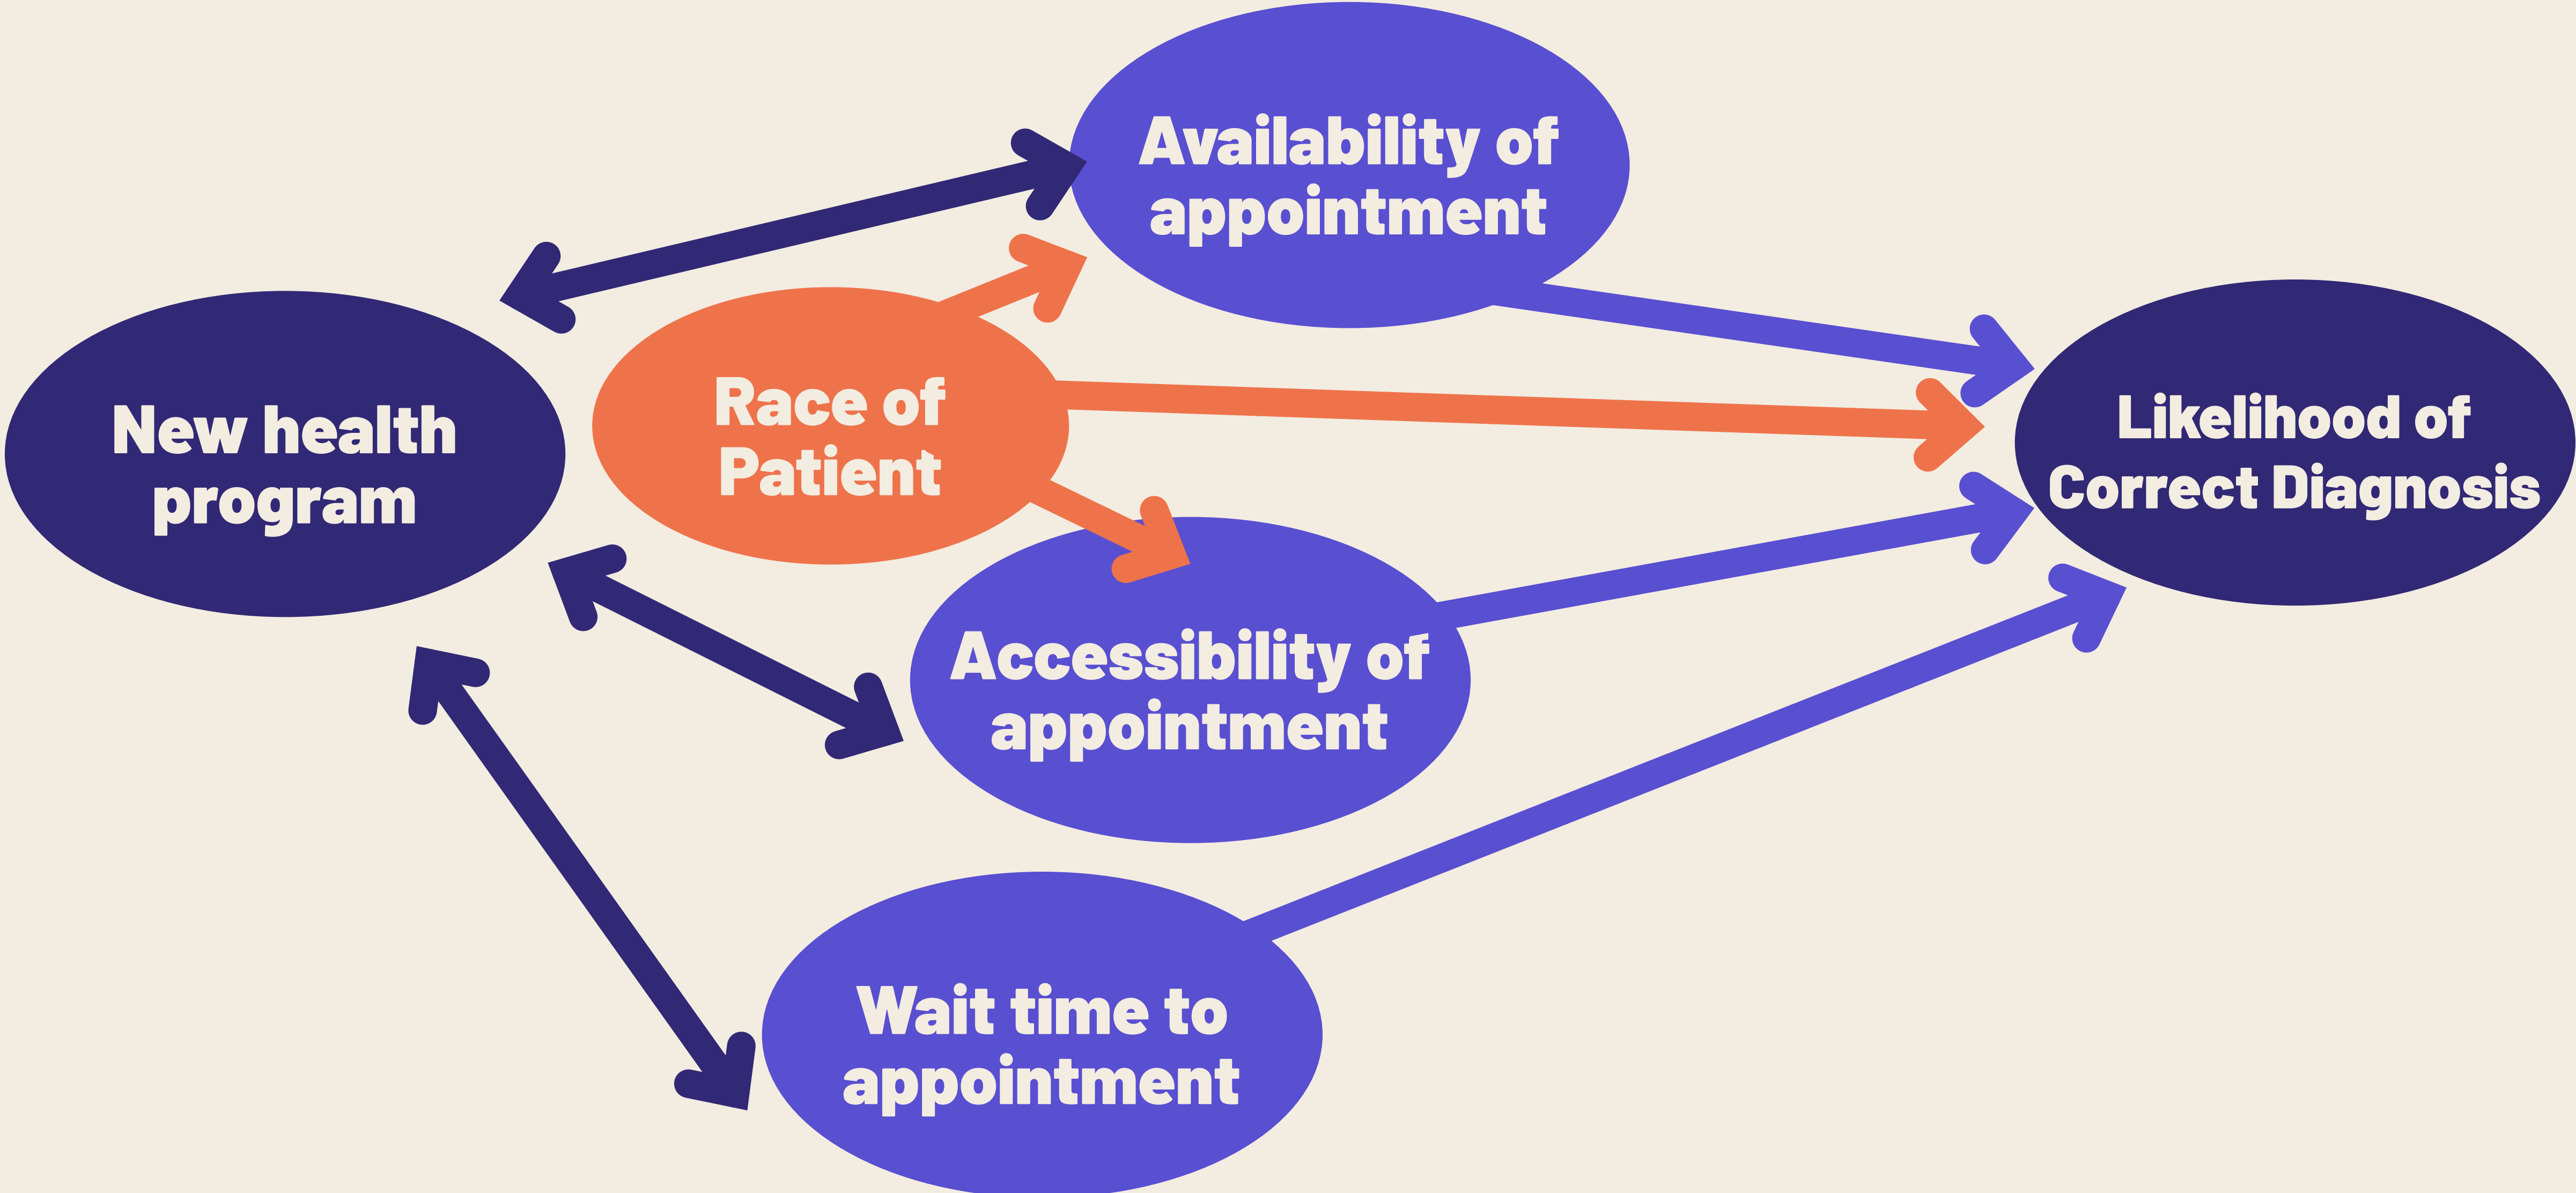 Availability of
appointment
New health
program
Race of
Patient
Likelihood of
Correct Diagnosis
Accessibility of
appointment
Wait time to
appointment